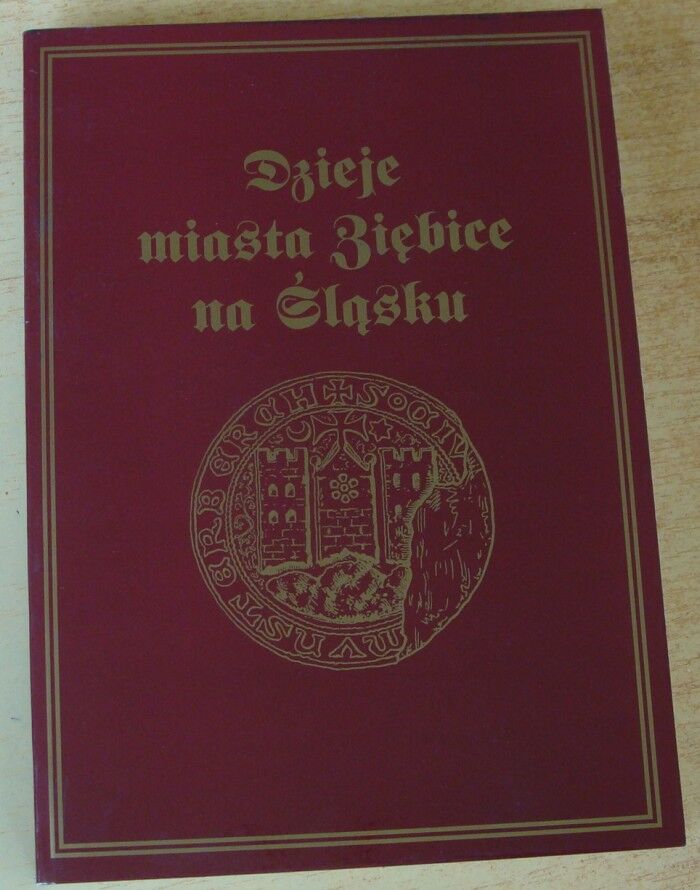 Dzieje
miasta Ziębice
na Śląsku